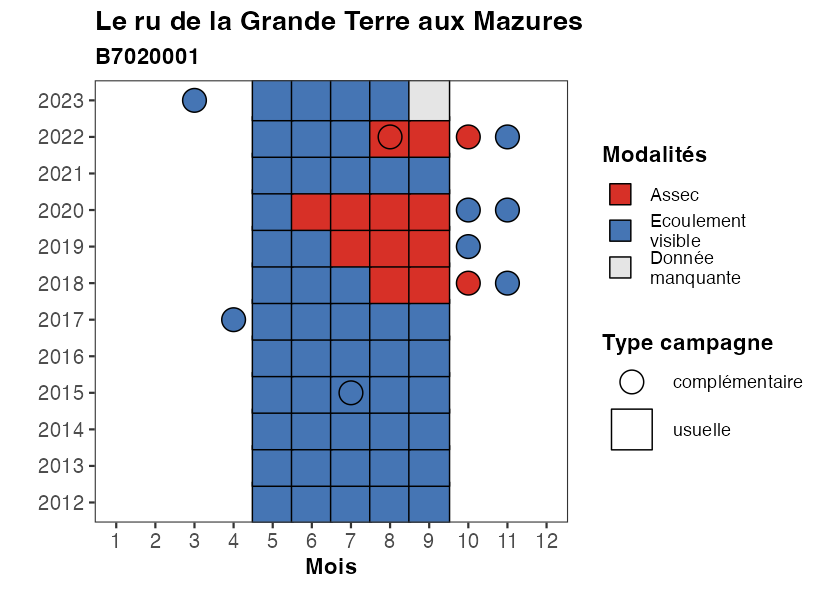 Le ru de la Grande Terre aux Mazures
B7020001
2023
2022
2021
2020
2019
2018
2017
2016
2015
2014
2013
2012
1 2 3 4 5 6 7 8 9 10 11 12
Mois
Modalités
Assec
Ecoulement
visible
Donnée
manquante
Type campagne
complémentaire
usuelle